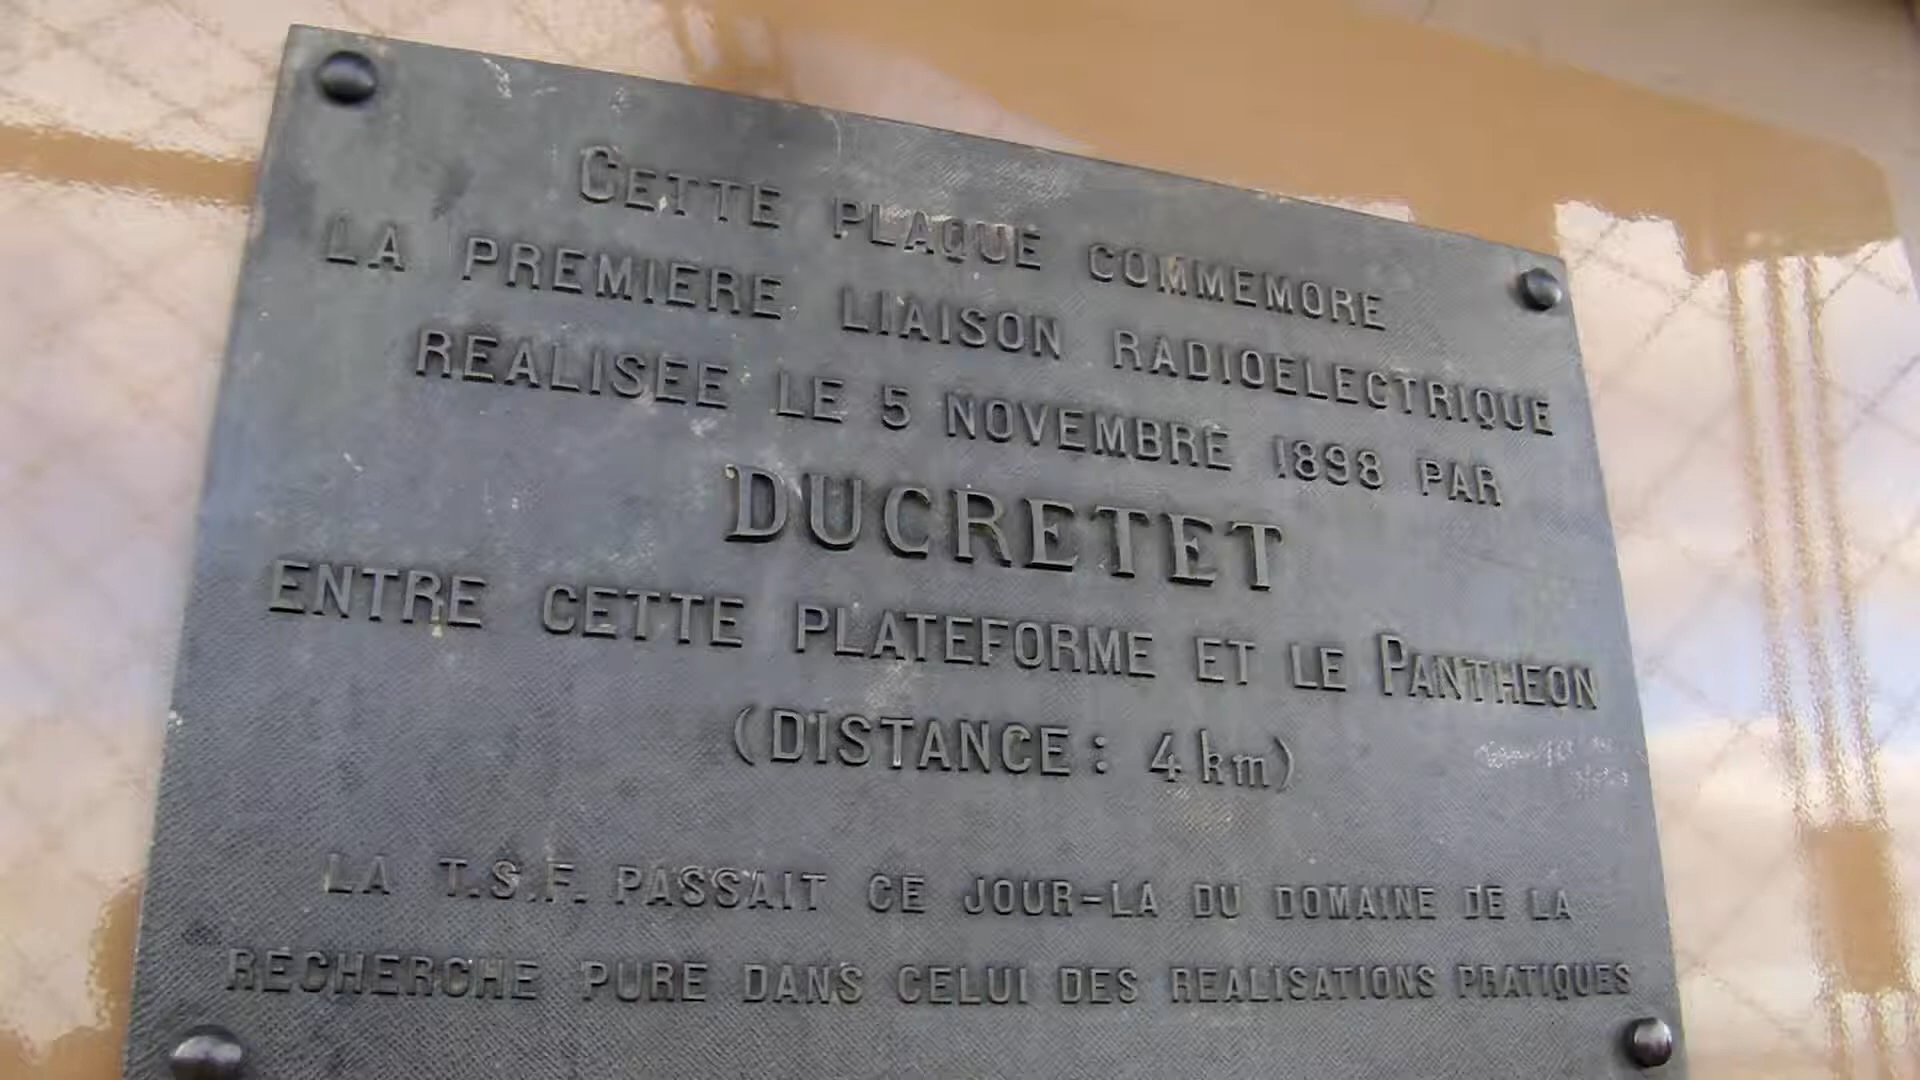 CETTE PLAQUE COMMEMORE
LA PREMIERE LIAISON RADIOELECTRIQUE
REALISEE LE 5 NOVEMBRE 1898 PAR
DUCRETET
ENTRE CETTE PLATEFORME ET LE PANTHEON
(DISTANCE : 4 km)
LA T.S.F. PASSAIT CE JOUR-LA DU DOMAINE DE LA
RECHERCHE PURE DANS CELUI DES REALISATIONS PRATIQUES